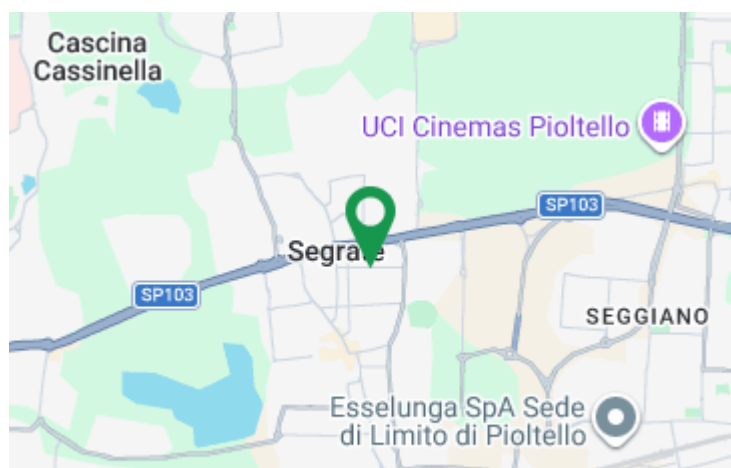 Cascina
Cassinella
UCI Cinemas Pioltello
SP103
Segrate
SP103
SEGGIANO
Esselunga SpA Sede
di Limito di Pioltello